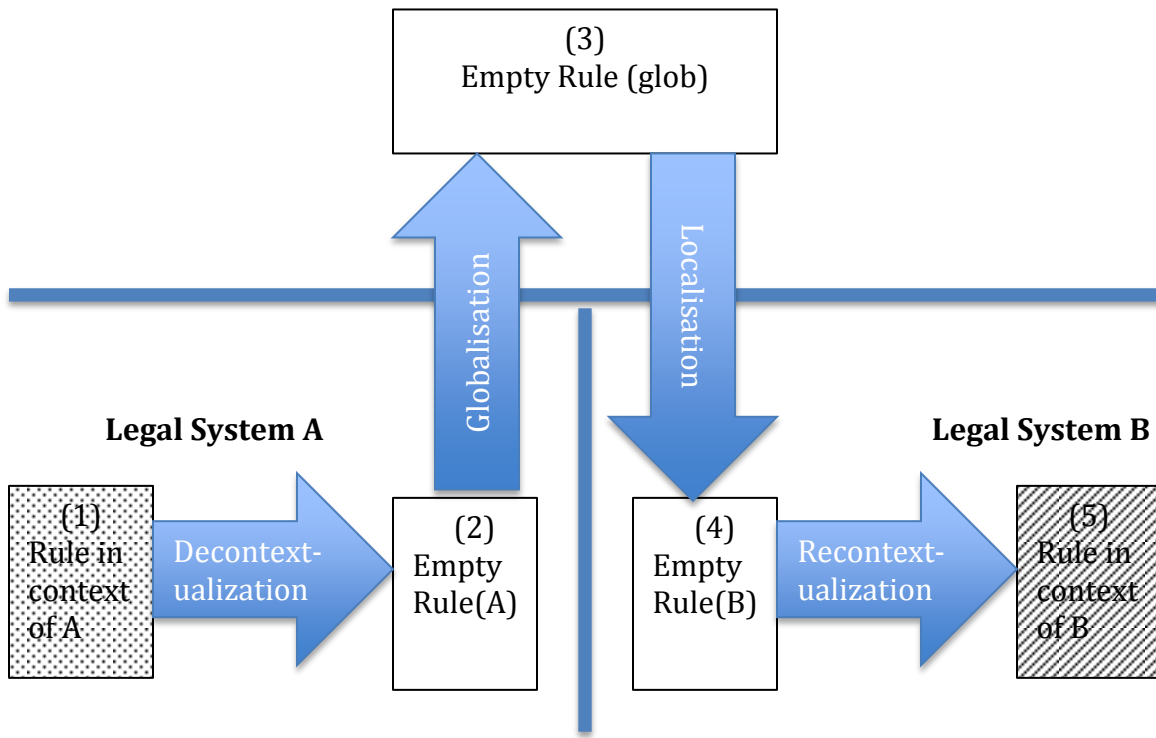 (3)
Empty Rule (glob)
Globalisation
Localisation
Legal System A
Legal System B
(1)
Rule in
context
of A
Decontext-
ualization
(2)
Empty
Rule(A)
(4)
Empty
Rule(B)
Recontext-
ualization
(5)
Rule in
context
of B